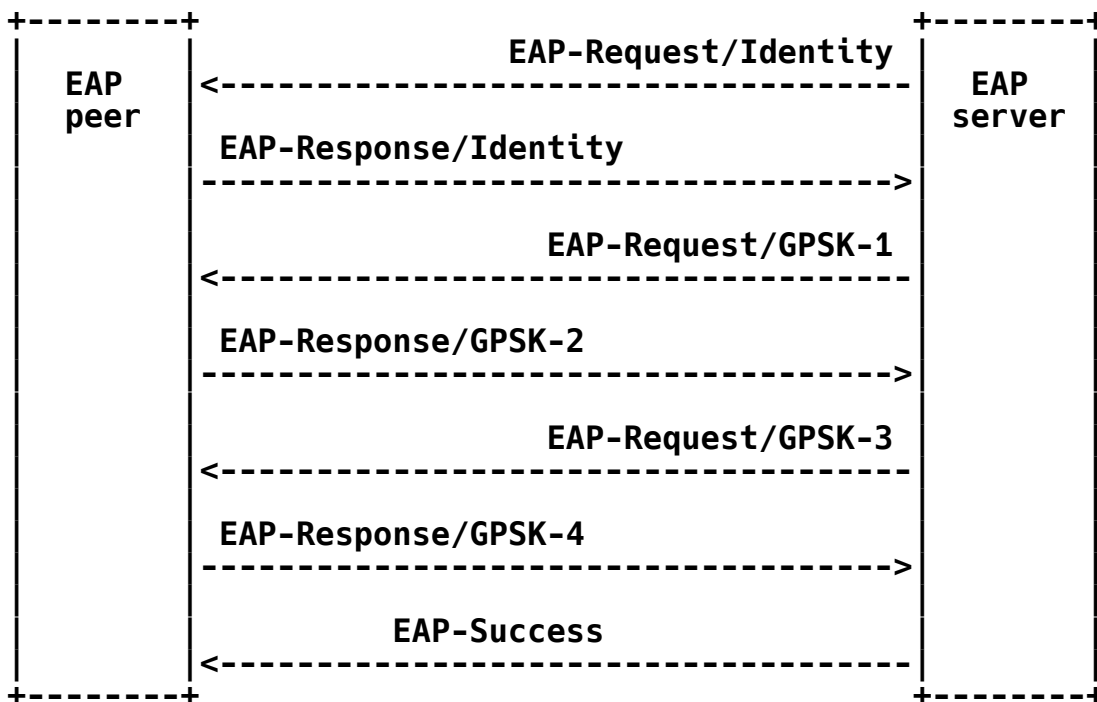 +--------+                                     +--------+
|        |                EAP-Request/Identity |        |
|  EAP   |<------------------------------------|  EAP   |
|  peer  |                                     | server |
|        | EAP-Response/Identity               |        |
|        |------------------------------------>|        |
|        |                                     |        |
|        |                  EAP-Request/GPSK-1 |        |
|        |<------------------------------------|        |
|        |                                     |        |
|        | EAP-Response/GPSK-2                 |        |
|        |------------------------------------>|        |
|        |                                     |        |
|        |                  EAP-Request/GPSK-3 |        |
|        |<------------------------------------|        |
|        |                                     |        |
|        | EAP-Response/GPSK-4                 |        |
|        |------------------------------------>|        |
|        |                                     |        |
|        |          EAP-Success                |        |
|        |<------------------------------------|        |
+--------+                                     +--------+